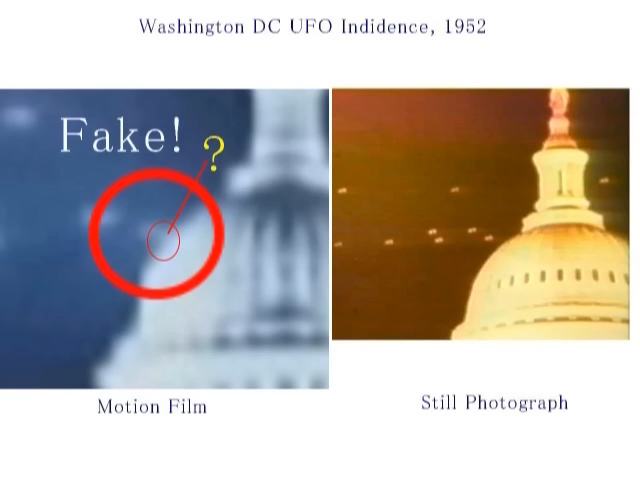 Washington DC UFO Indidence, 1952
Fake!
?
Motion Film
Still Photograph